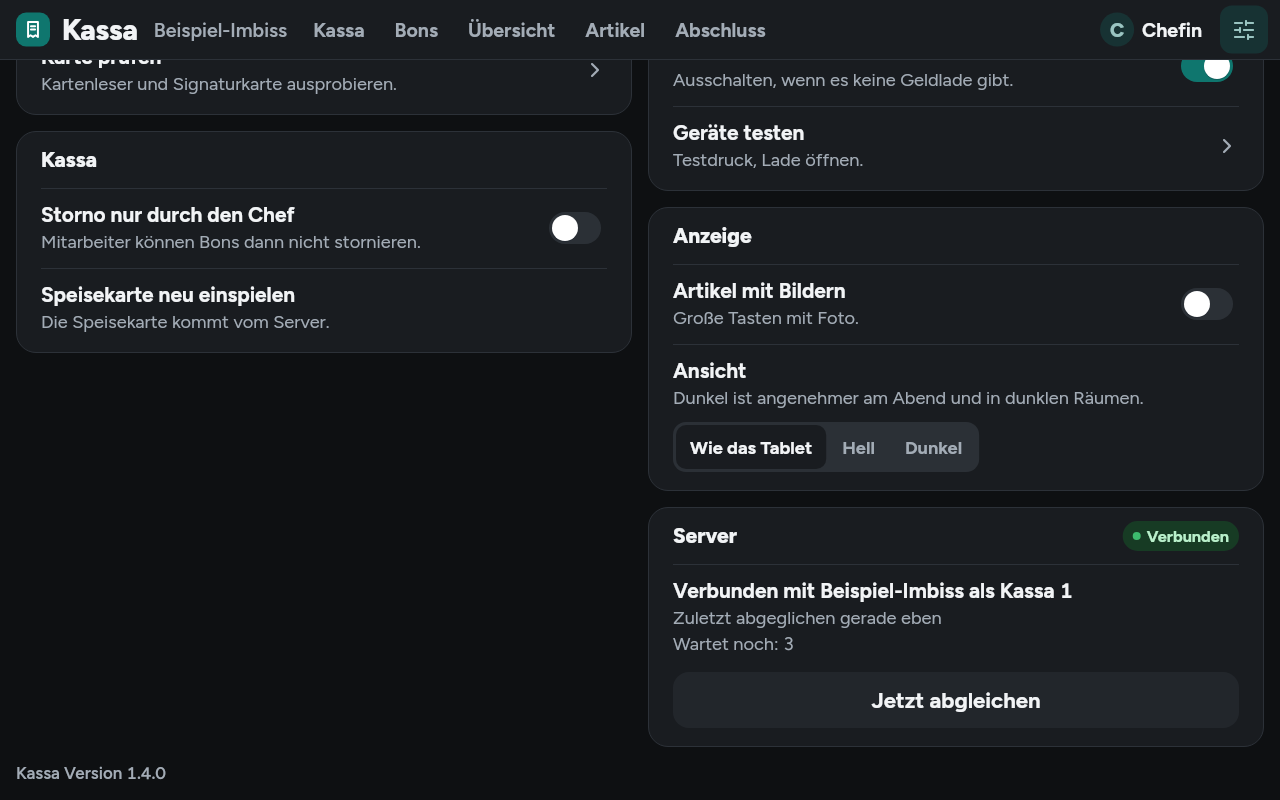 Kassa
Beispiel-Imbiss
Kassa
Bons
Übersicht
Artikel
Abschluss
C
Chefin
Karte prüfen
Kartenleser und Signaturkarte ausprobieren.
Kassa
Storno nur durch den Chef
Mitarbeiter können Bons dann nicht stornieren.
Speisekarte neu einspielen
Die Speisekarte kommt vom Server.
Ausschalten, wenn es keine Geldlade gibt.
Geräte testen
Testdruck, Lade öffnen.
Anzeige
Artikel mit Bildern
Große Tasten mit Foto.
Ansicht
Dunkel ist angenehmer am Abend und in dunklen Räumen.
Wie das Tablet
Hell
Dunkel
Server
Verbunden
Verbunden mit Beispiel-Imbiss als Kassa 1
Zuletzt abgeglichen gerade eben
Wartet noch: 3
Jetzt abgleichen
Kassa Version 1.4.0